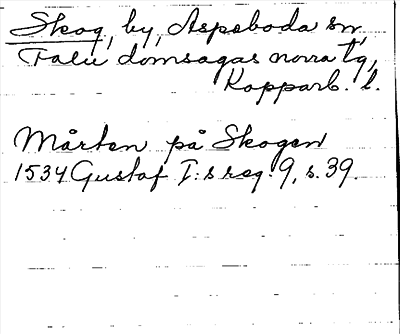 Skog, by, Aspeboda sn,
Falu domsagas norra tg,
Kopparb. l.
Mårten på Skogen
1534 Gustaf I:s reg. 9, s. 39.